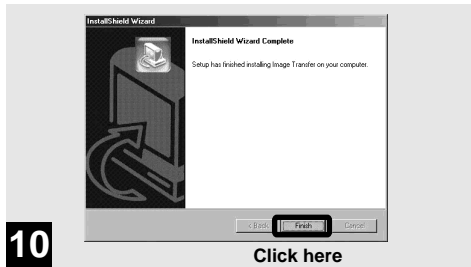 InstallShield Wizard
InstallShield Wizard Complete
Setup has finished installing Image Transfer on your computer.
< Back
Finish
Cancel
10
Click here